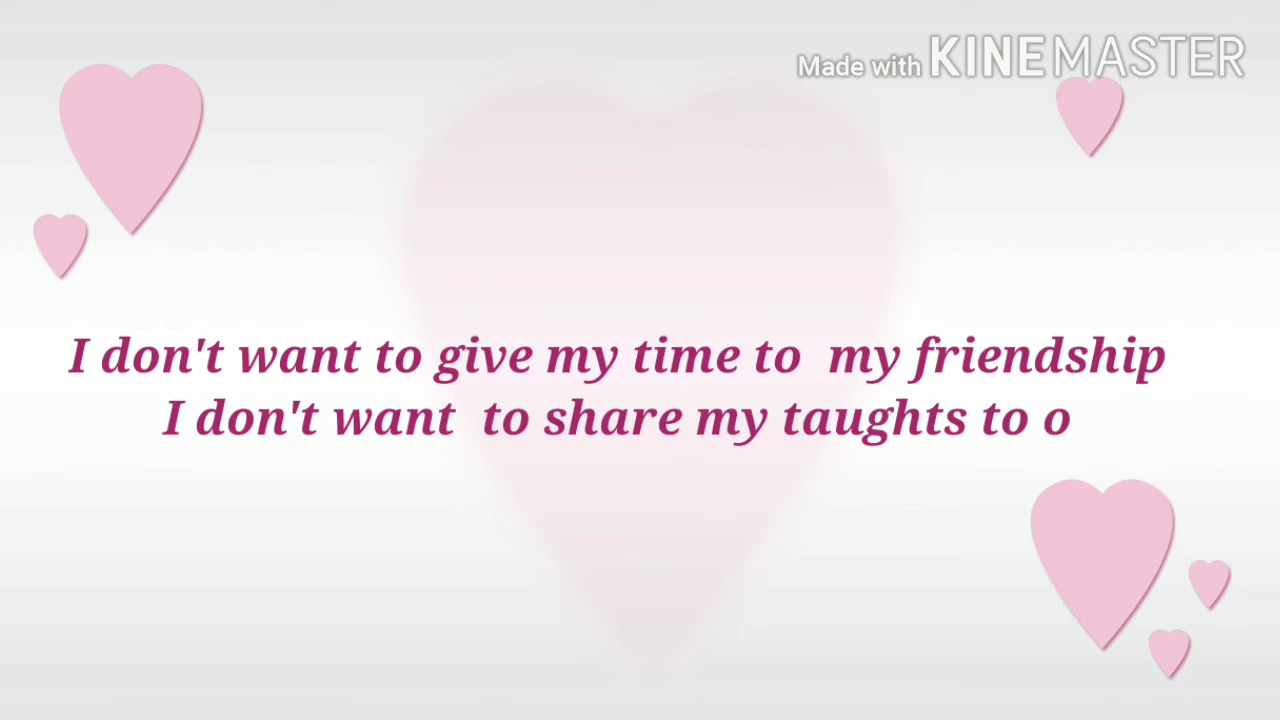 Made with KINEMASTER
I don't want to give my time to  my friendship
I don't want  to share my taughts to o